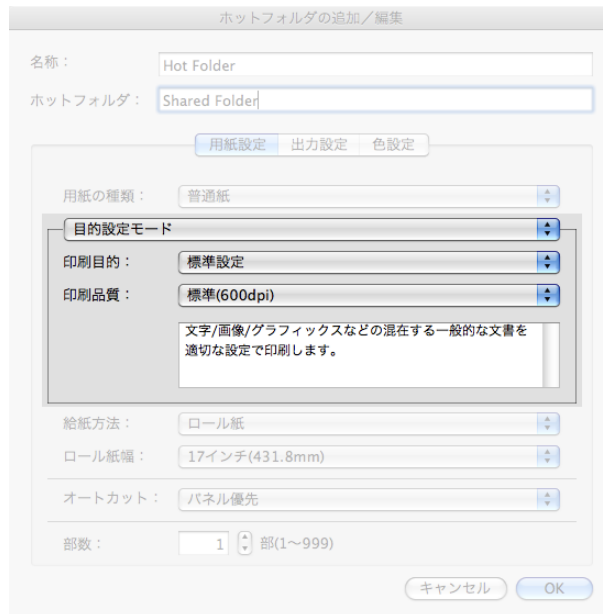 ホットフォルダの追加／編集
名称：
Hot Folder
ホットフォルダ：
Shared Folder
用紙設定 出力設定 色設定
用紙の種類： 普通紙
目的設定モード
印刷目的： 標準設定
印刷品質： 標準(600dpi)
文字/画像/グラフィックスなどの混在する一般的な文書を
適切な設定で印刷します。
給紙方法： ロール紙
ロール紙幅： 17インチ(431.8mm)
オートカット： パネル優先
部数： 1 部(1〜999)
キャンセル OK